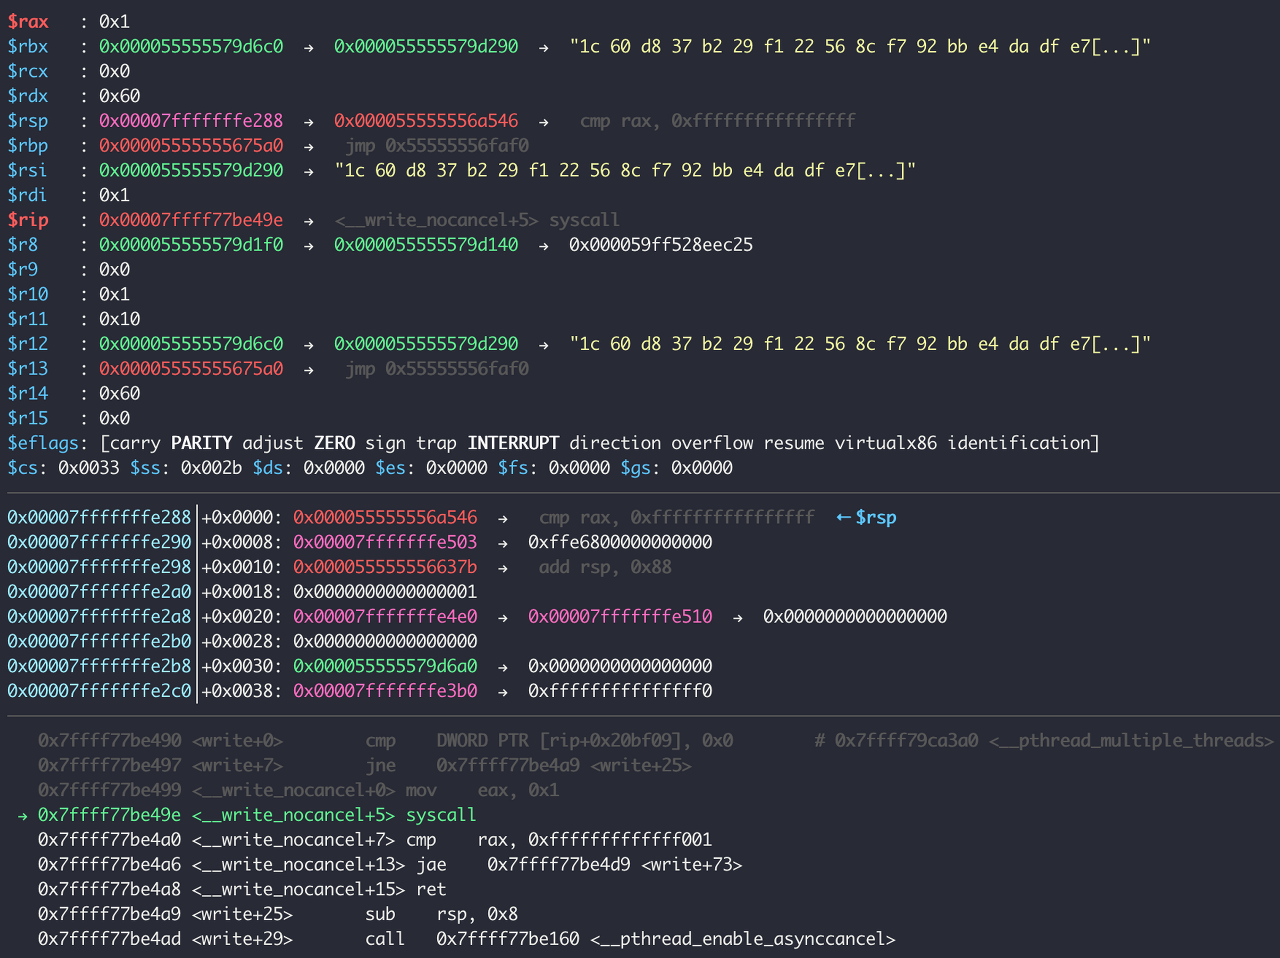 $rax   : 0x1
$rbx   : 0x000055555579d6c0  →  0x000055555579d290  →  "1c 60 d8 37 b2 29 f1 22 56 8c f7 92 bb e4 da df e7[...]"
$rcx   : 0x0
$rdx   : 0x60
$rsp   : 0x00007fffffffe288  →  0x000055555556a546  →   cmp rax, 0xffffffffffffffff
$rbp   : 0x00005555555675a0  →   jmp 0x55555556faf0
$rsi   : 0x000055555579d290  →  "1c 60 d8 37 b2 29 f1 22 56 8c f7 92 bb e4 da df e7[...]"
$rdi   : 0x1
$rip   : 0x00007ffff77be49e  →  <__write_nocancel+5> syscall
$r8    : 0x000055555579d1f0  →  0x000055555579d140  →  0x000059ff528eec25
$r9    : 0x0
$r10   : 0x1
$r11   : 0x10
$r12   : 0x000055555579d6c0  →  0x000055555579d290  →  "1c 60 d8 37 b2 29 f1 22 56 8c f7 92 bb e4 da df e7[...]"
$r13   : 0x00005555555675a0  →   jmp 0x55555556faf0
$r14   : 0x60
$r15   : 0x0
$eflags: [carry PARITY adjust ZERO sign trap INTERRUPT direction overflow resume virtualx86 identification]
$cs: 0x0033 $ss: 0x002b $ds: 0x0000 $es: 0x0000 $fs: 0x0000 $gs: 0x0000
0x00007fffffffe288│+0x0000: 0x000055555556a546  →   cmp rax, 0xffffffffffffffff  ←$rsp
0x00007fffffffe290│+0x0008: 0x00007fffffffe503  →  0xffe6800000000000
0x00007fffffffe298│+0x0010: 0x000055555556637b  →   add rsp, 0x88
0x00007fffffffe2a0│+0x0018: 0x0000000000000001
0x00007fffffffe2a8│+0x0020: 0x00007fffffffe4e0  →  0x00007fffffffe510  →  0x0000000000000000
0x00007fffffffe2b0│+0x0028: 0x0000000000000000
0x00007fffffffe2b8│+0x0030: 0x000055555579d6a0  →  0x0000000000000000
0x00007fffffffe2c0│+0x0038: 0x00007fffffffe3b0  →  0xfffffffffffffff0
0x7ffff77be490 <write+0>        cmp    DWORD PTR [rip+0x20bf09], 0x0        # 0x7ffff79ca3a0 <__pthread_multiple_threads>
0x7ffff77be497 <write+7>        jne    0x7ffff77be4a9 <write+25>
0x7ffff77be499 <__write_nocancel+0> mov    eax, 0x1
→ 0x7ffff77be49e <__write_nocancel+5> syscall
0x7ffff77be4a0 <__write_nocancel+7> cmp    rax, 0xfffffffffffff001
0x7ffff77be4a6 <__write_nocancel+13> jae    0x7ffff77be4d9 <write+73>
0x7ffff77be4a8 <__write_nocancel+15> ret
0x7ffff77be4a9 <write+25>       sub    rsp, 0x8
0x7ffff77be4ad <write+29>       call   0x7ffff77be160 <__pthread_enable_asynccancel>